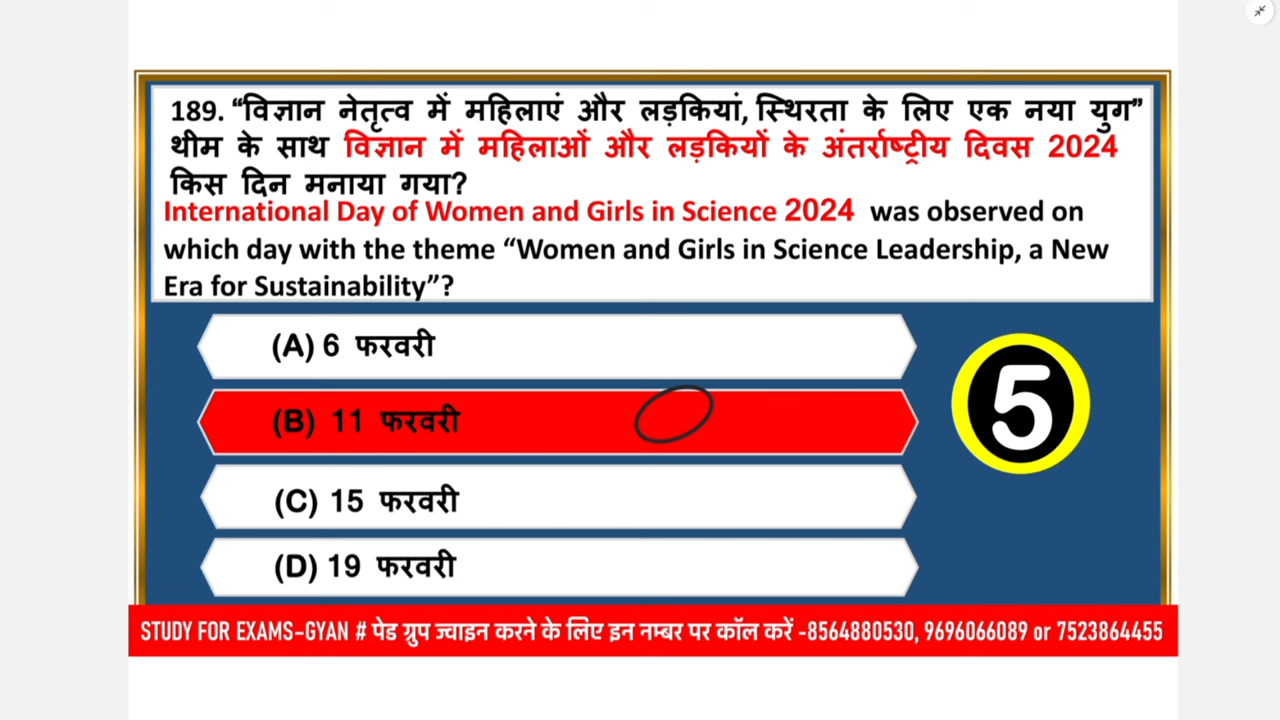 189. “विज्ञान नेतृत्व में महिलाएं और लड़कियां, स्थिरता के लिए एक नया युग”
थीम के साथ विज्ञान में महिलाओं और लड़कियों के अंतर्राष्ट्रीय दिवस 2024
किस दिन मनाया गया?
International Day of Women and Girls in Science 2024 was observed on
which day with the theme “Women and Girls in Science Leadership, a New
Era for Sustainability”?
(A) 6 फरवरी
(B) 11 फरवरी
5
(C) 15 फरवरी
(D) 19 फरवरी
STUDY FOR EXAMS-GYAN # पेड ग्रुप ज्वाइन करने के लिए इन नम्बर पर कॉल करें -8564880530, 9696066089 or 7523864455